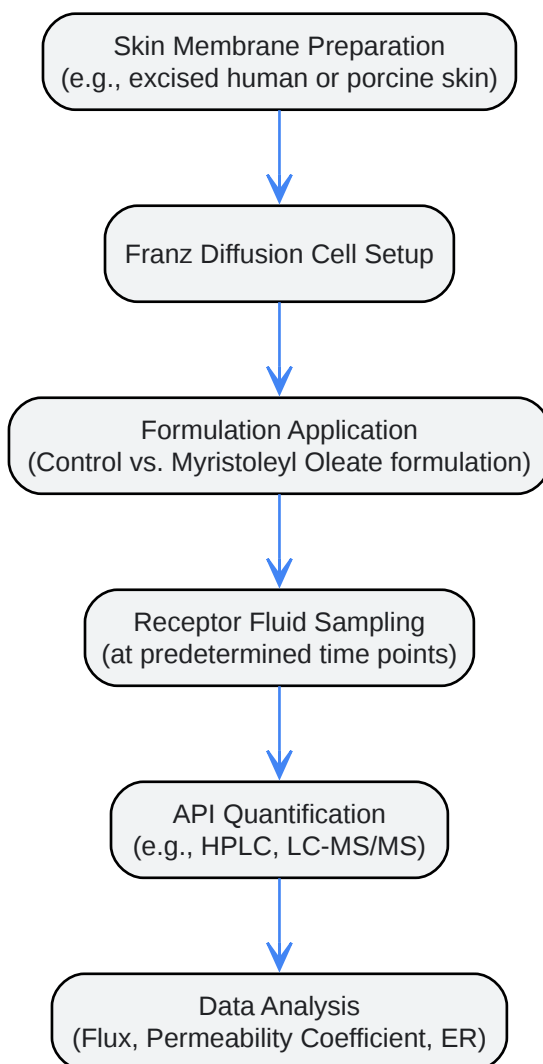 Skin Membrane Preparation
(e.g., excised human or porcine skin)
Franz Diffusion Cell Setup
Formulation Application
(Control vs. Myristoleyl Oleate formulation)
Receptor Fluid Sampling
(at predetermined time points)
API Quantification
(e.g., HPLC, LC-MS/MS)
Data Analysis
(Flux, Permeability Coefficient, ER)